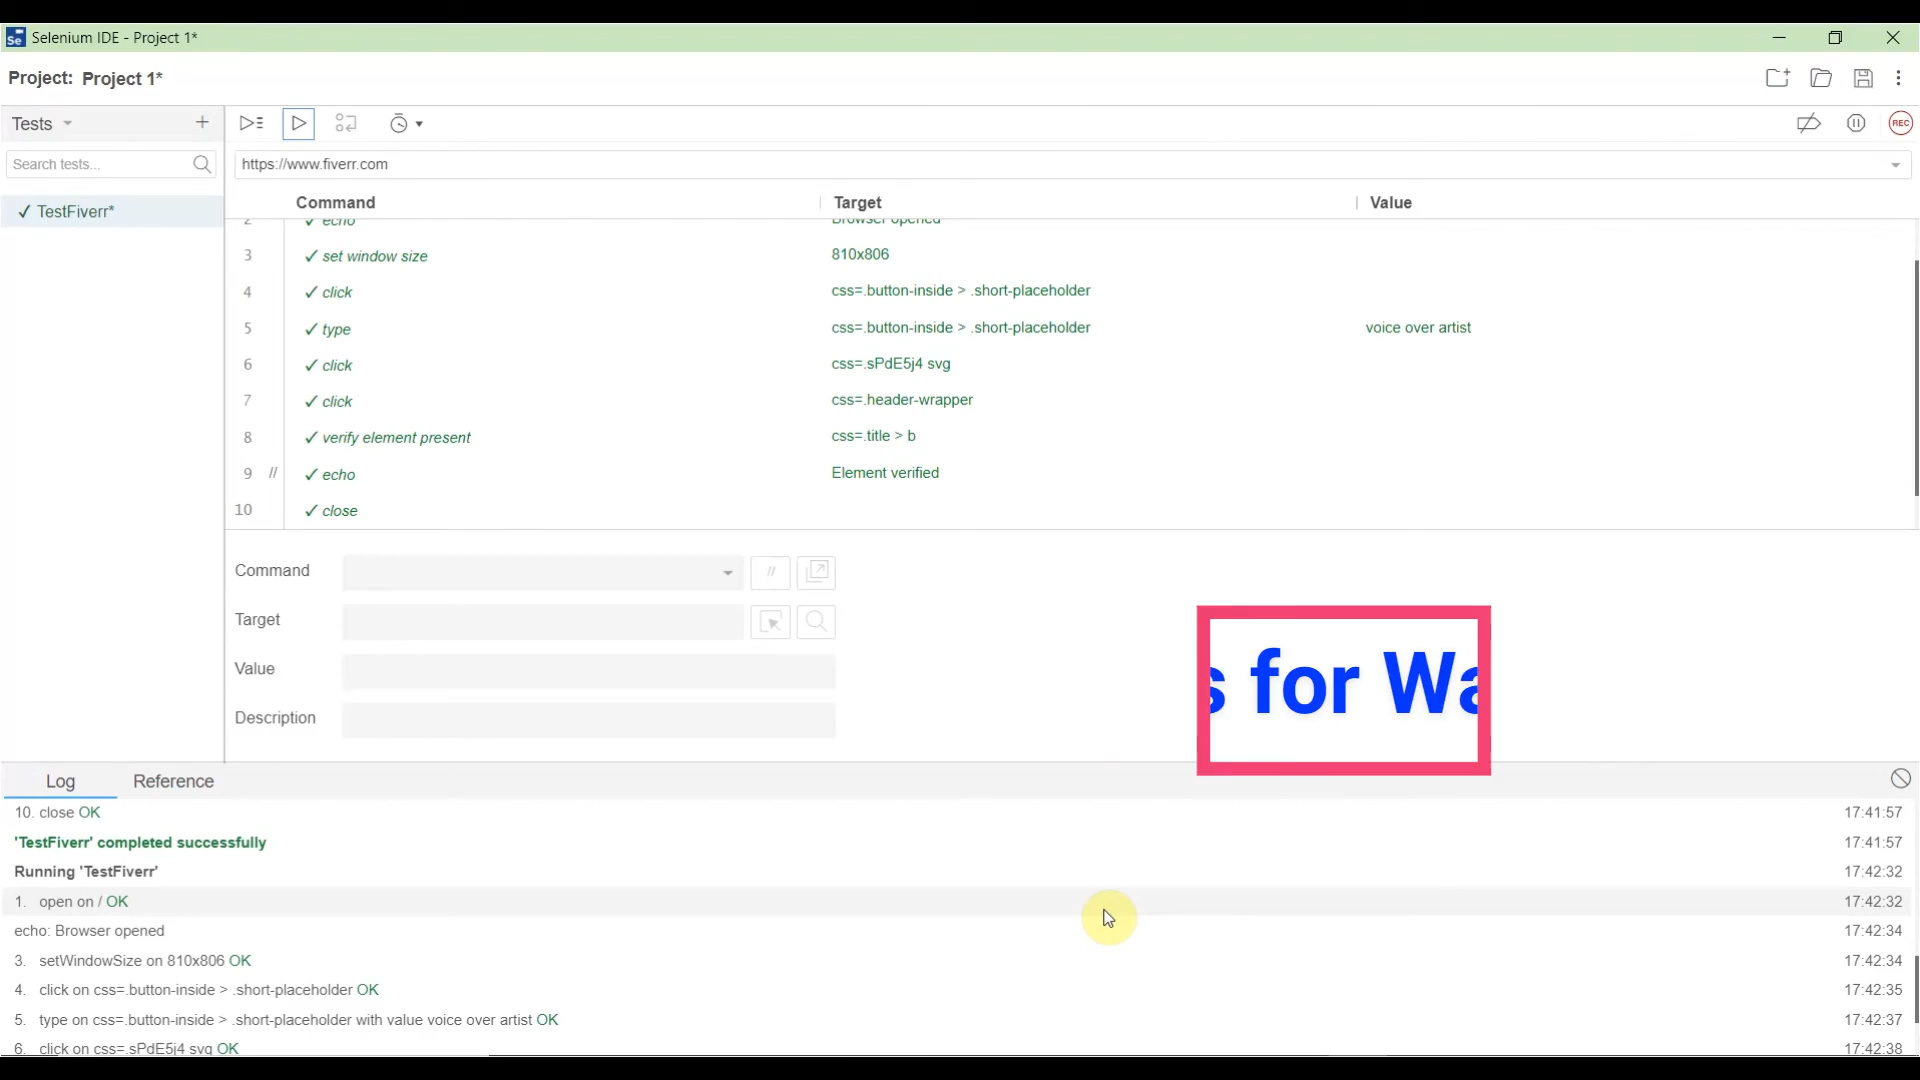 Se Selenium IDE - Project 1*
Project: Project 1*
Tests
Search tests...
✓ TestFiverr*
https://www.fiverr.com
Command Target Value
2 ✓ echo Browser opened
3 ✓ set window size 810x806
4 ✓ click css=.button-inside > .short-placeholder
5 ✓ type css=.button-inside > .short-placeholder voice over artist
6 ✓ click css=.sPdE5j4 svg
7 ✓ click css=.header-wrapper
8 ✓ verify element present css=.title > b
9 // ✓ echo Element verified
10 ✓ close
Command //
Target
Value
Description
REC
s for Wa
Log Reference
10. close OK 17:41:57
'TestFiverr' completed successfully 17:41:57
Running 'TestFiverr' 17:42:32
1. open on / OK 17:42:32
echo: Browser opened 17:42:34
3. setWindowSize on 810x806 OK 17:42:34
4. click on css=.button-inside > .short-placeholder OK 17:42:35
5. type on css=.button-inside > .short-placeholder with value voice over artist OK 17:42:37
6. click on css=.sPdE5j4 svg OK 17:42:38